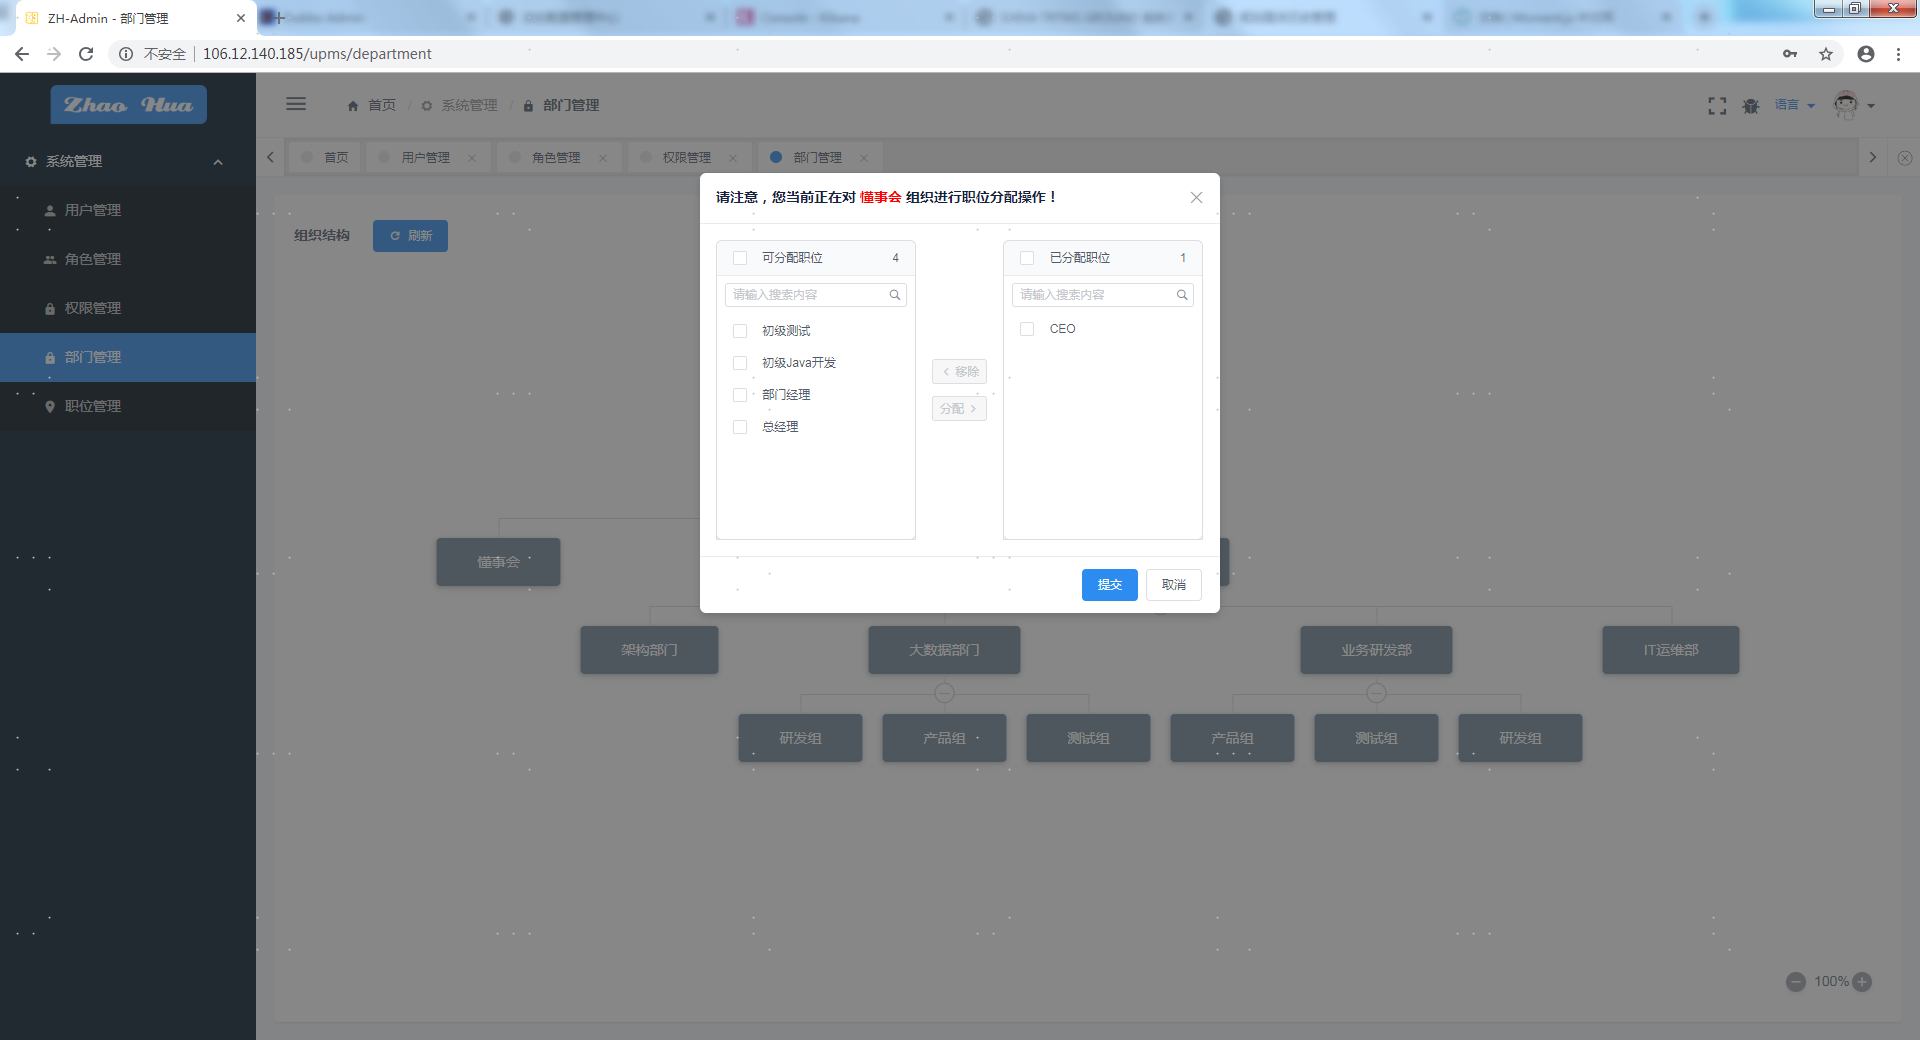 ZH-Admin - 部门管理
不安全 106.12.140.185/upms/department
Zhao Hua
首页 / 系统管理 / 部门管理
语言
系统管理
首页 用户管理 角色管理 权限管理 部门管理
用户管理
角色管理
权限管理
部门管理
职位管理
组织结构 刷新
请注意，您当前正在对 懂事会 组织进行职位分配操作！
可分配职位 4
请输入搜索内容
初级测试
初级Java开发
部门经理
总经理
移除
分配
已分配职位 1
请输入搜索内容
CEO
提交 取消
懂事会
架构部门 大数据部门 业务研发部 IT运维部
研发组 产品组 测试组 产品组 测试组 研发组
100%